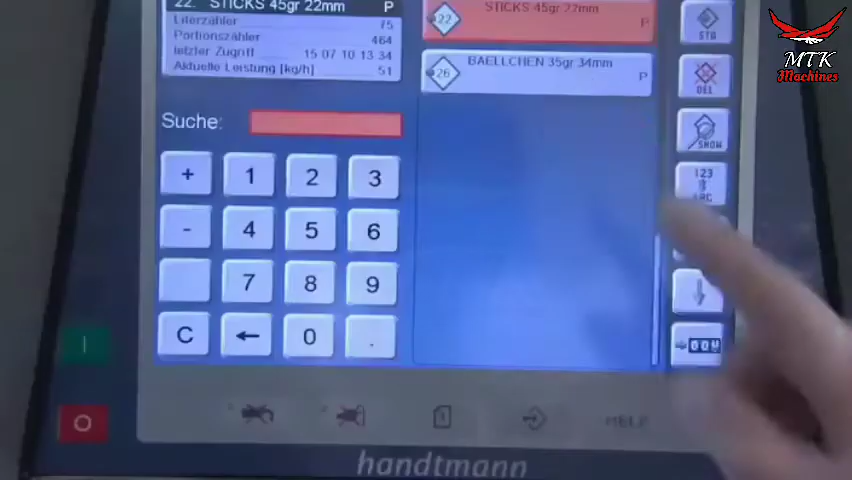 22. STICKS 45gr 22mm P
Literzähler 75
Portionszähler 464
letzter Zugriff 15 07 10 13 34
Aktuelle Leistung [kg/h] 51
22 STICKS 45gr 22mm P
26 BAELLCHEN 35gr 34mm P
Suche:
+ 1 2 3
- 4 5 6
7 8 9
C ← 0 .
DEL
SHOW
123
I
O
HELP
handtmann
MTK
Machines